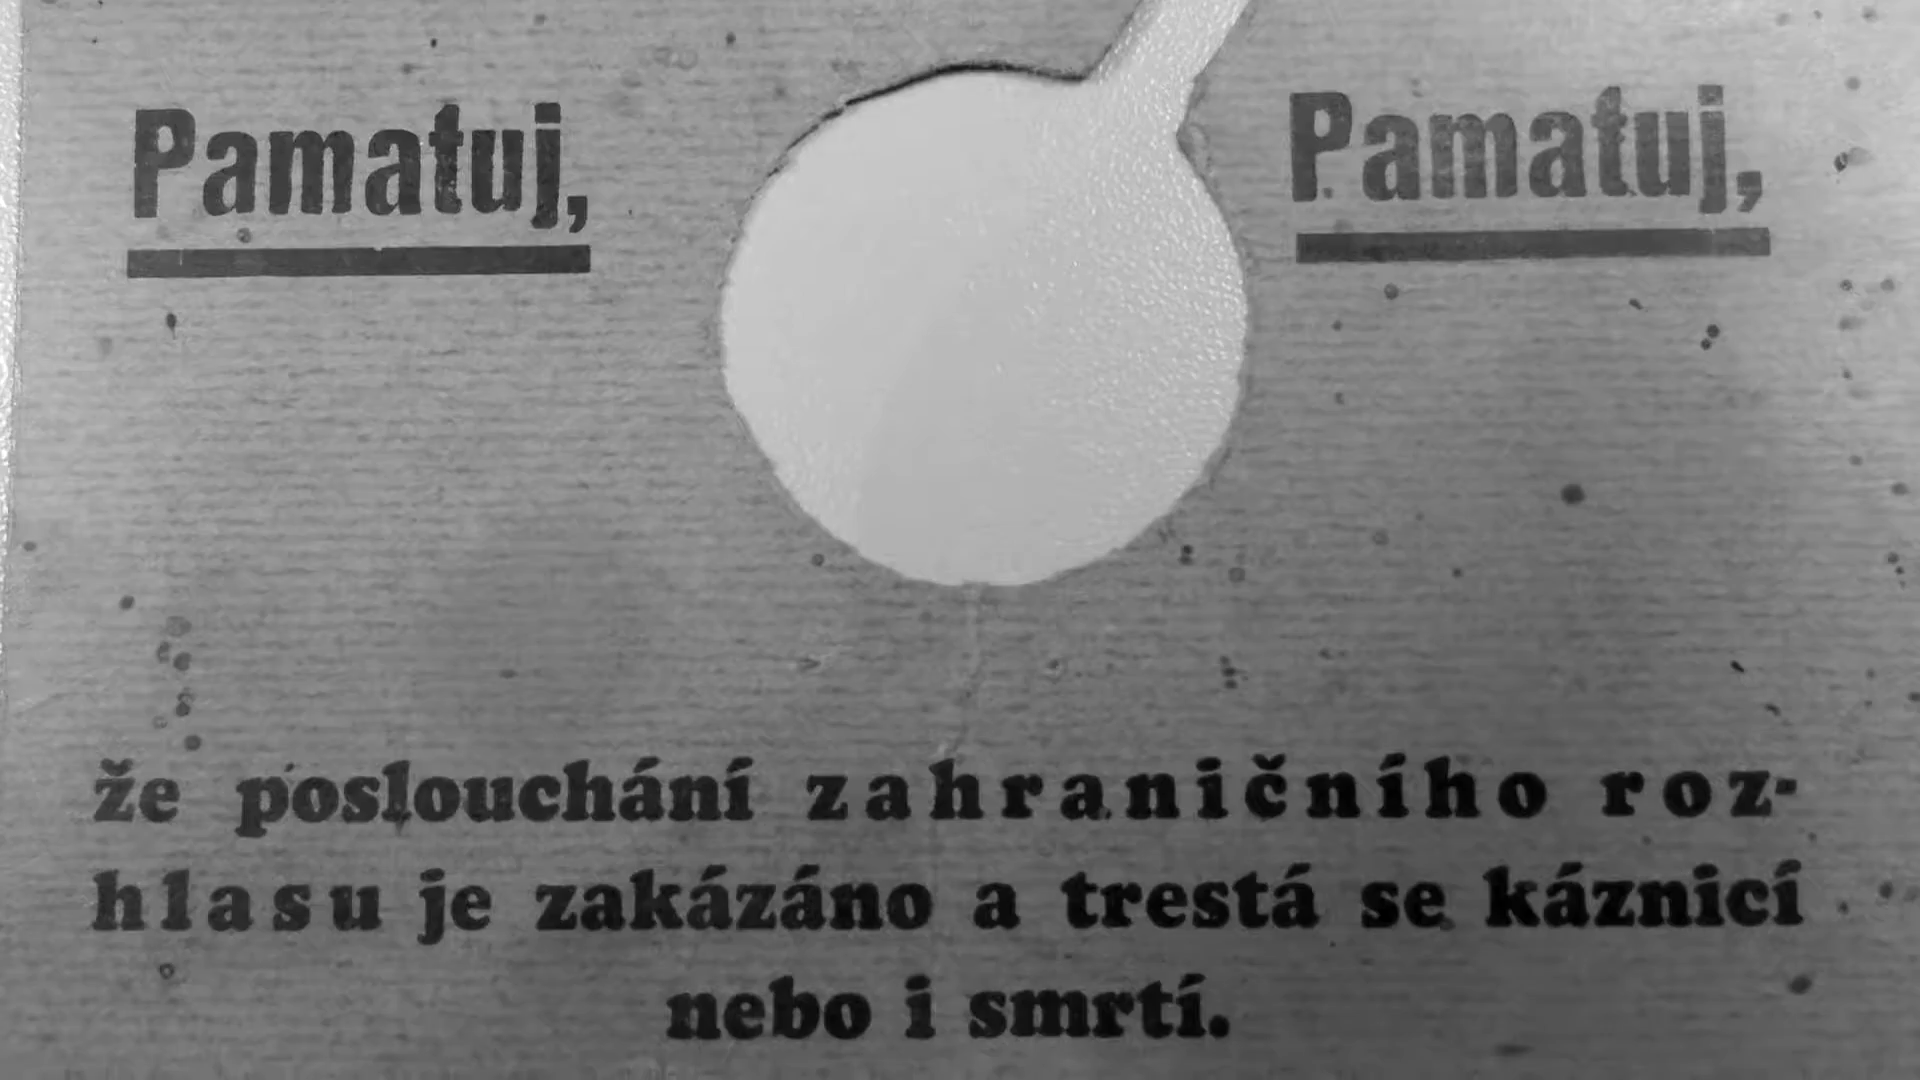 Pamatuj, Pamatuj,
že poslouchání zahraničního roz-
hlasu je zakázáno a trestá se káznicí
nebo i smrtí.